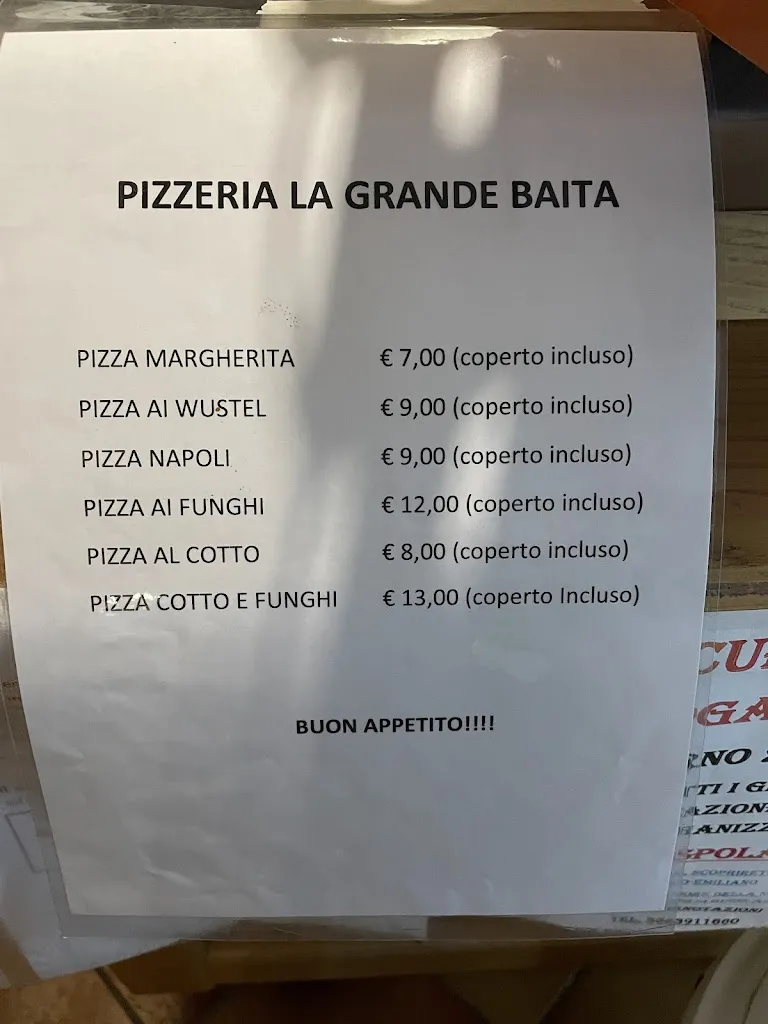 PIZZERIA LA GRANDE BAITA
PIZZA MARGHERITA € 7,00 (coperto incluso)
PIZZA AI WUSTEL € 9,00 (coperto incluso)
PIZZA NAPOLI € 9,00 (coperto incluso)
PIZZA AI FUNGHI € 12,00 (coperto incluso)
PIZZA AL COTTO € 8,00 (coperto incluso)
PIZZA COTTO E FUNGHI € 13,00 (coperto Incluso)
BUON APPETITO!!!!